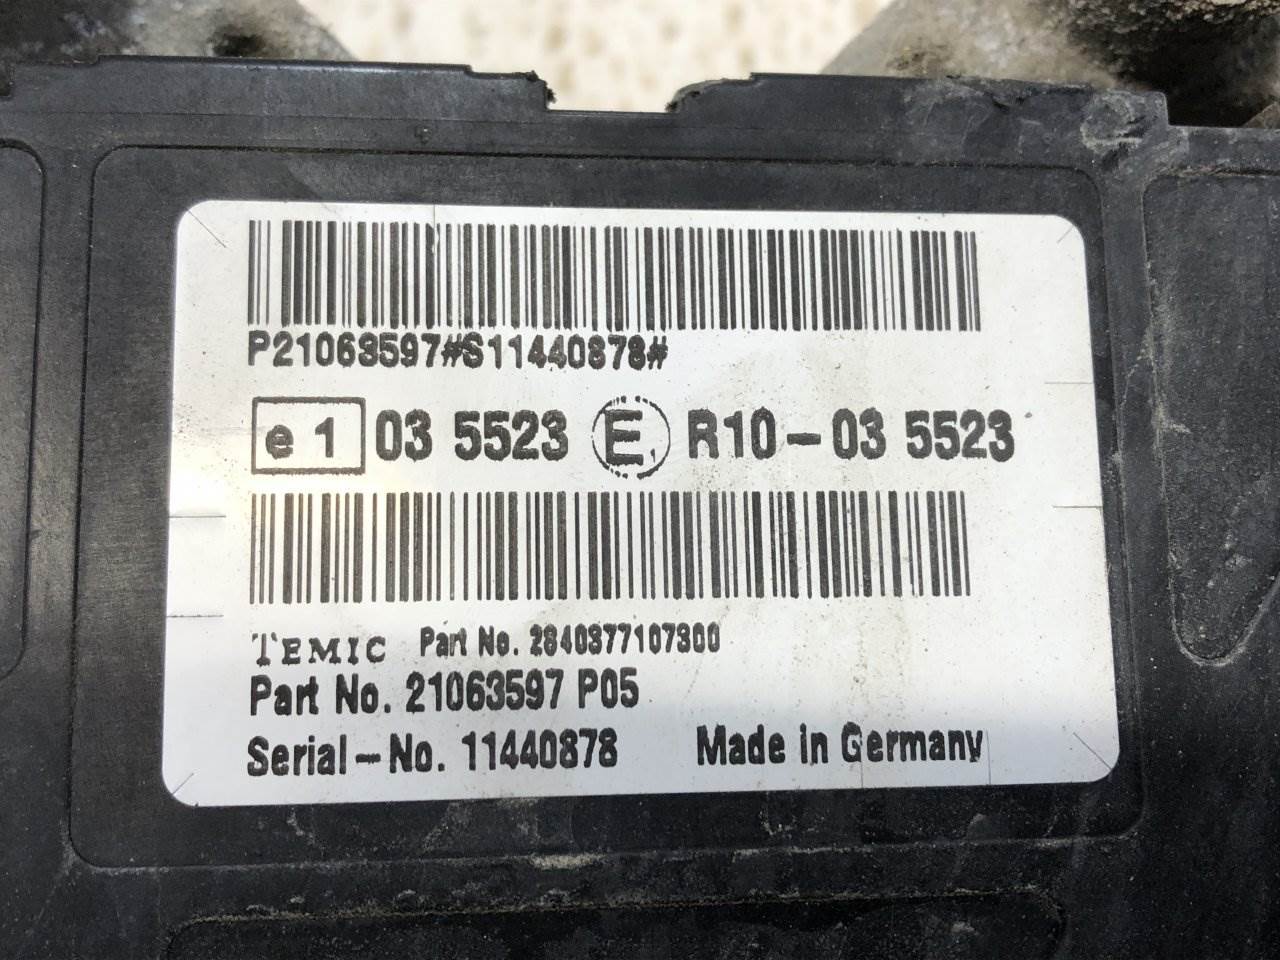 P21063597#S11440878#
e 1 03 5523 E 1 R10-03 5523
TEMIC Part No. 2840377107300
Part No. 21063597 P05
Serial-No. 11440878 Made in Germany